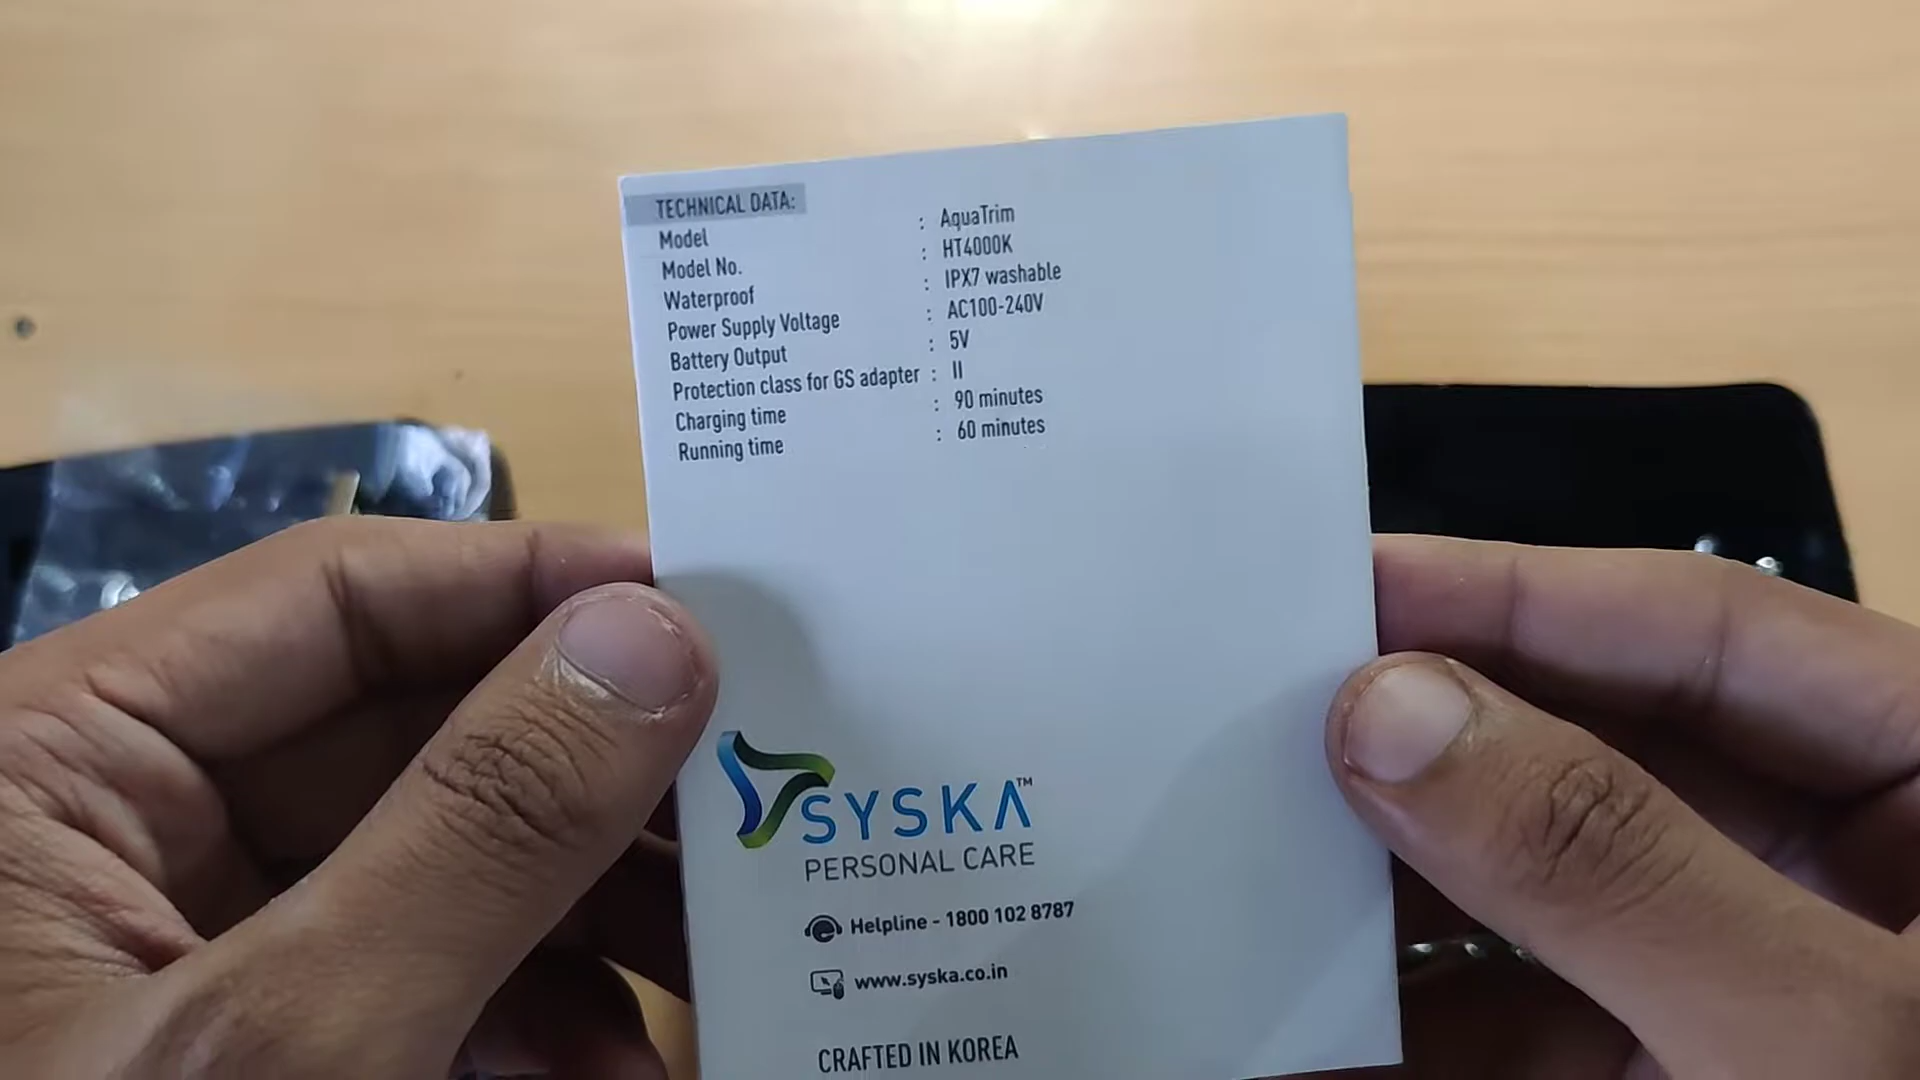 TECHNICAL DATA:
Model : AquaTrim
Model No. : HT4000K
Waterproof : IPX7 washable
Power Supply Voltage : AC100-240V
Battery Output : 5V
Protection class for GS adapter : II
Charging time : 90 minutes
Running time : 60 minutes
SYSKA™
PERSONAL CARE
Helpline - 1800 102 8787
www.syska.co.in
CRAFTED IN KOREA